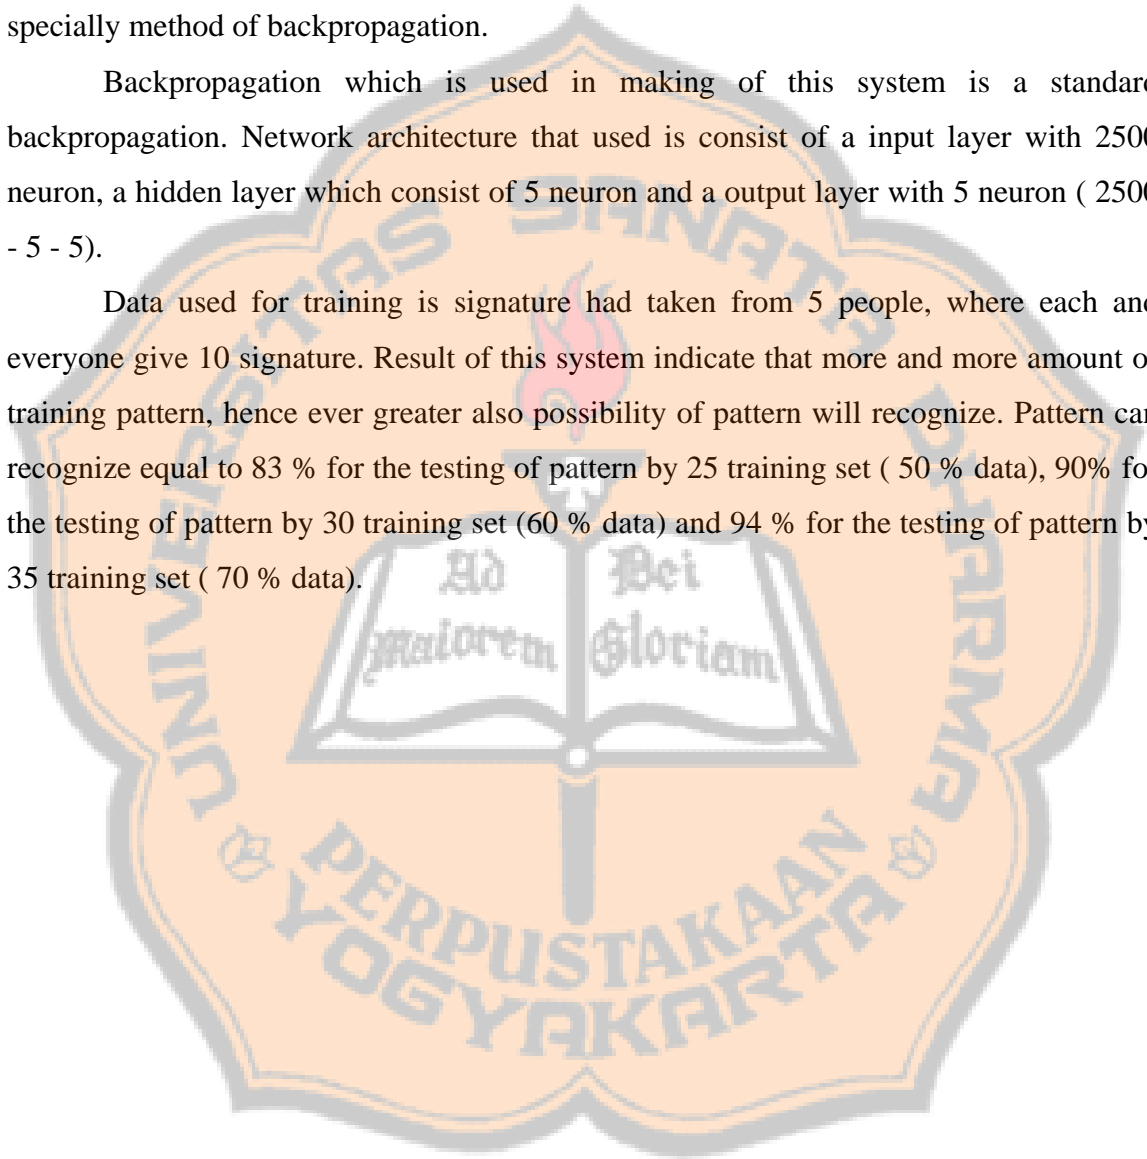 specially method of backpropagation.
Backpropagation which is used in making of this system is a standard
backpropagation. Network architecture that used is consist of a input layer with 2500
neuron, a hidden layer which consist of 5 neuron and a output layer with 5 neuron ( 2500
- 5 - 5).
Data used for training is signature had taken from 5 people, where each and
everyone give 10 signature. Result of this system indicate that more and more amount of
training pattern, hence ever greater also possibility of pattern will recognize. Pattern can
recognize equal to 83 % for the testing of pattern by 25 training set ( 50 % data), 90% for
the testing of pattern by 30 training set (60 % data) and 94 % for the testing of pattern by
35 training set ( 70 % data).
UNIVERSITAS SANATA DHARMA
Ad Dei
Maiorem Gloriam
PERPUSTAKAAN
YOGYAKARTA